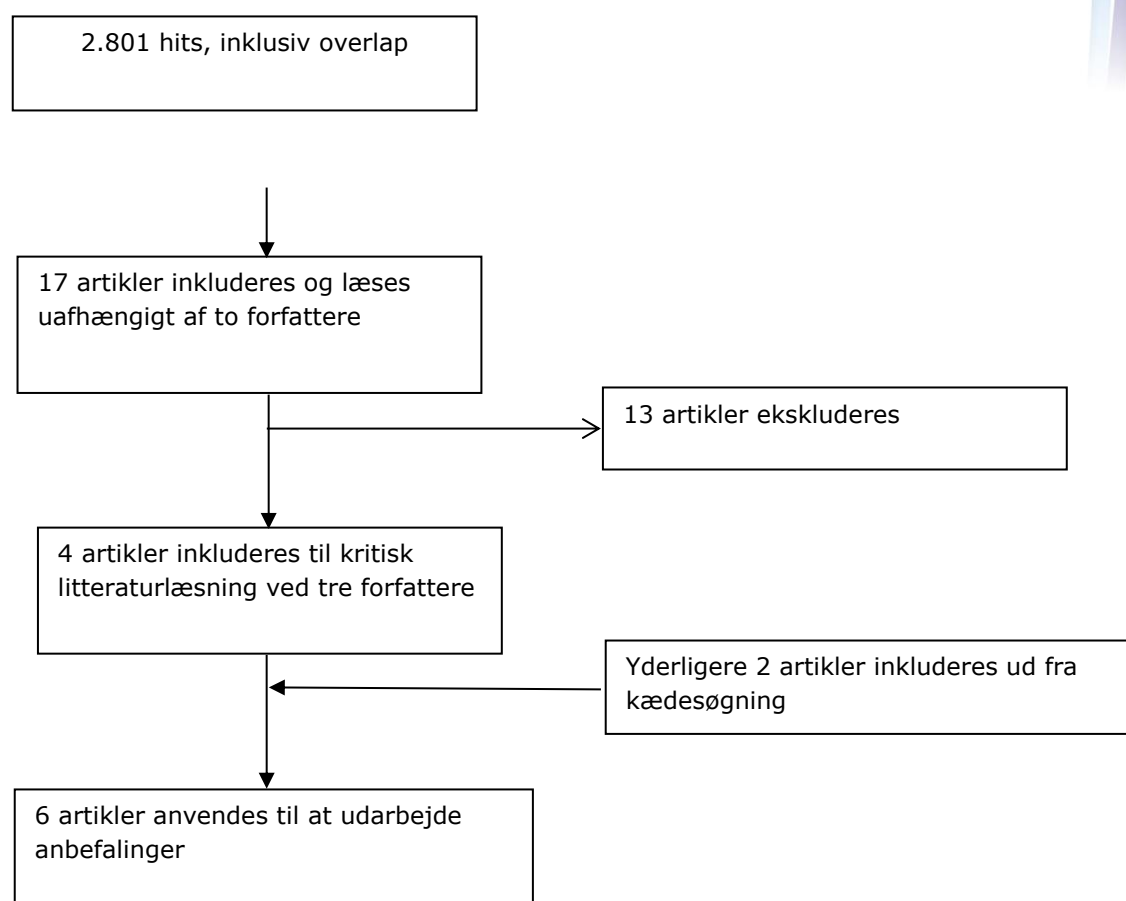 2.801 hits, inklusiv overlap
17 artikler inkluderes og læses
uafhængigt af to forfattere
13 artikler ekskluderes
4 artikler inkluderes til kritisk
litteraturlæsning ved tre forfattere
Yderligere 2 artikler inkluderes ud fra
kædesøgning
6 artikler anvendes til at udarbejde
anbefalinger